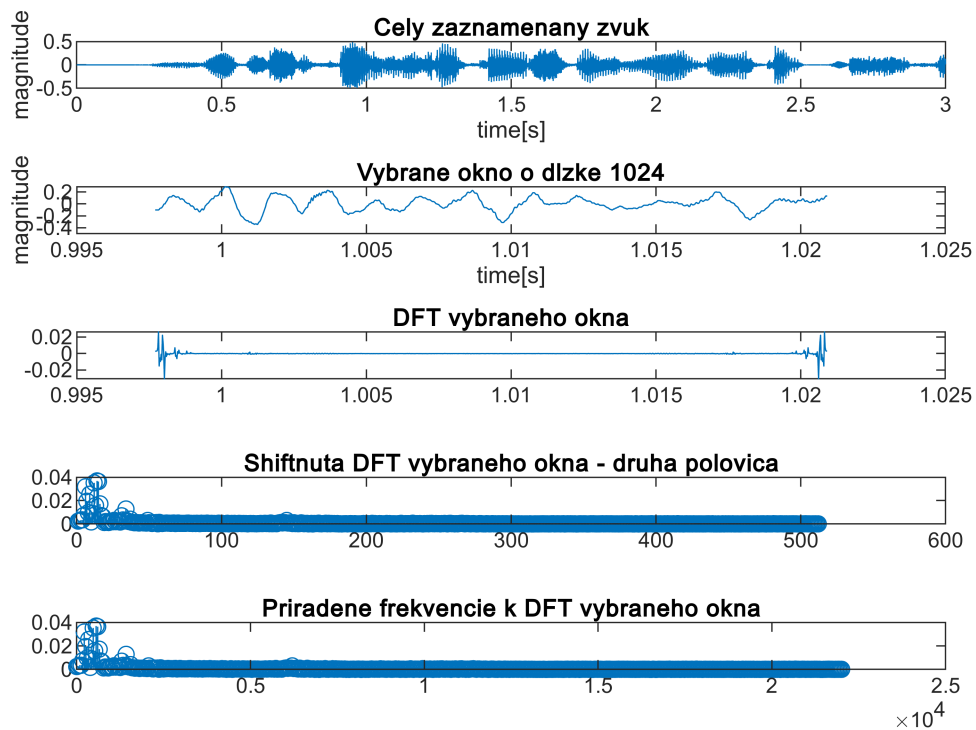 Cely zaznamenany zvuk
magnitude
0.5
0
-0.5
0 0.5 1 1.5 2 2.5 3
time[s]
Vybrane okno o dlzke 1024
magnitude
0.2
0
-0.2
-0.4
0.995 1 1.005 1.01 1.015 1.02 1.025
time[s]
DFT vybraneho okna
0.02
0
-0.02
0.995 1 1.005 1.01 1.015 1.02 1.025
Shiftnuta DFT vybraneho okna - druha polovica
0.04
0.02
0
0 100 200 300 400 500 600
Priradene frekvencie k DFT vybraneho okna
0.04
0.02
0
0 0.5 1 1.5 2 2.5
×10⁴